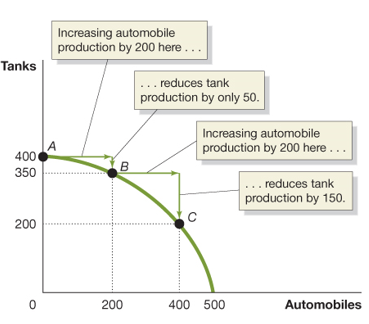 Increasing automobile
production by 200 here . . .
Tanks
. . . reduces tank
production by only 50.
Increasing automobile
production by 200 here . . .
400
A
350
B
. . . reduces tank
production by 150.
200
C
0
200
400
500
Automobiles